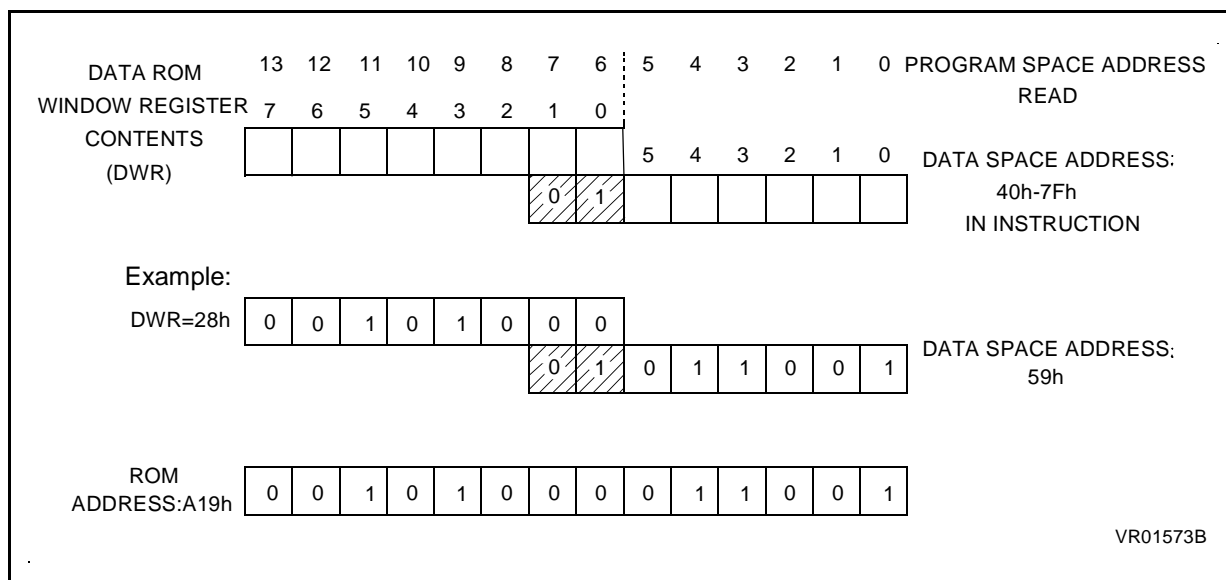 DATA ROM 13 12 11 10 9 8 7 6 5 4 3 2 1 0 PROGRAM SPACE ADDRESS
READ
WINDOW REGISTER 7 6 5 4 3 2 1 0
CONTENTS
(DWR)
5 4 3 2 1 0 DATA SPACE ADDRESS:
0 1 40h-7Fh
IN INSTRUCTION
Example:
DWR=28h 0 0 1 0 1 0 0 0
0 1 0 1 1 0 0 1 DATA SPACE ADDRESS:
59h
ROM
ADDRESS:A19h 0 0 1 0 1 0 0 0 0 1 1 0 0 1
VR01573B